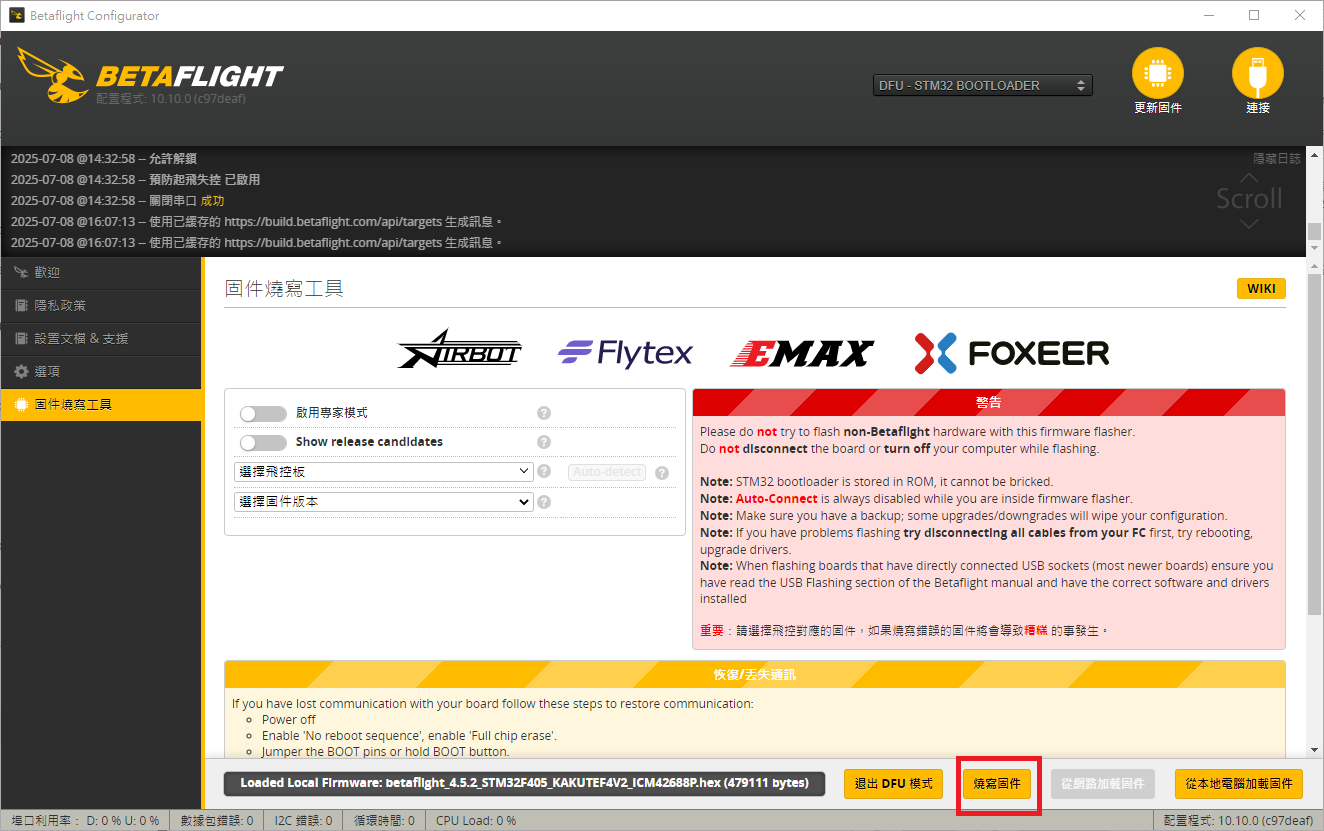 Betaflight Configurator
BETAFLIGHT
配置程式: 10.10.0 (c97deaf)
DFU - STM32 BOOTLOADER
更新固件
連接
2025-07-08 @14:32:58 -- 允許解鎖
隱藏日誌
2025-07-08 @14:32:58 -- 預防起飛失控 已啟用
2025-07-08 @14:32:58 -- 關閉串口 成功
Scroll
2025-07-08 @16:07:13 -- 使用已緩存的 https://build.betaflight.com/api/targets 生成訊息。
2025-07-08 @16:07:13 -- 使用已緩存的 https://build.betaflight.com/api/targets 生成訊息。
歡迎
隱私政策
設置文檔 & 支援
選項
固件燒寫工具
固件燒寫工具
WIKI
AIRBOT
Flytex
EMAX
FOXEER
啟用專家模式
Show release candidates
選擇飛控板
Auto-detect
選擇固件版本
警告
Please do not try to flash non-Betaflight hardware with this firmware flasher.
Do not disconnect the board or turn off your computer while flashing.
Note: STM32 bootloader is stored in ROM, it cannot be bricked.
Note: Auto-Connect is always disabled while you are inside firmware flasher.
Note: Make sure you have a backup; some upgrades/downgrades will wipe your configuration.
Note: If you have problems flashing try disconnecting all cables from your FC first, try rebooting,
upgrade drivers.
Note: When flashing boards that have directly connected USB sockets (most newer boards) ensure you
have read the USB Flashing section of the Betaflight manual and have the correct software and drivers
installed
重要：請選擇飛控對應的固件，如果燒寫錯誤的固件將會導致糟糕 的事發生。
恢復/丟失通訊
If you have lost communication with your board follow these steps to restore communication:
Power off
Enable 'No reboot sequence', enable 'Full chip erase'.
Jumper the BOOT pins or hold BOOT button.
Loaded Local Firmware: betaflight_4.5.2_STM32F405_KAKUTEF4V2_ICM42688P.hex (479111 bytes)
退出 DFU 模式
燒寫固件
從網路加載固件
從本地電腦加載固件
埠口利用率： D: 0 % U: 0 %
數據包錯誤: 0
I2C 錯誤: 0
循環時間: 0
CPU Load: 0 %
配置程式: 10.10.0 (c97deaf)